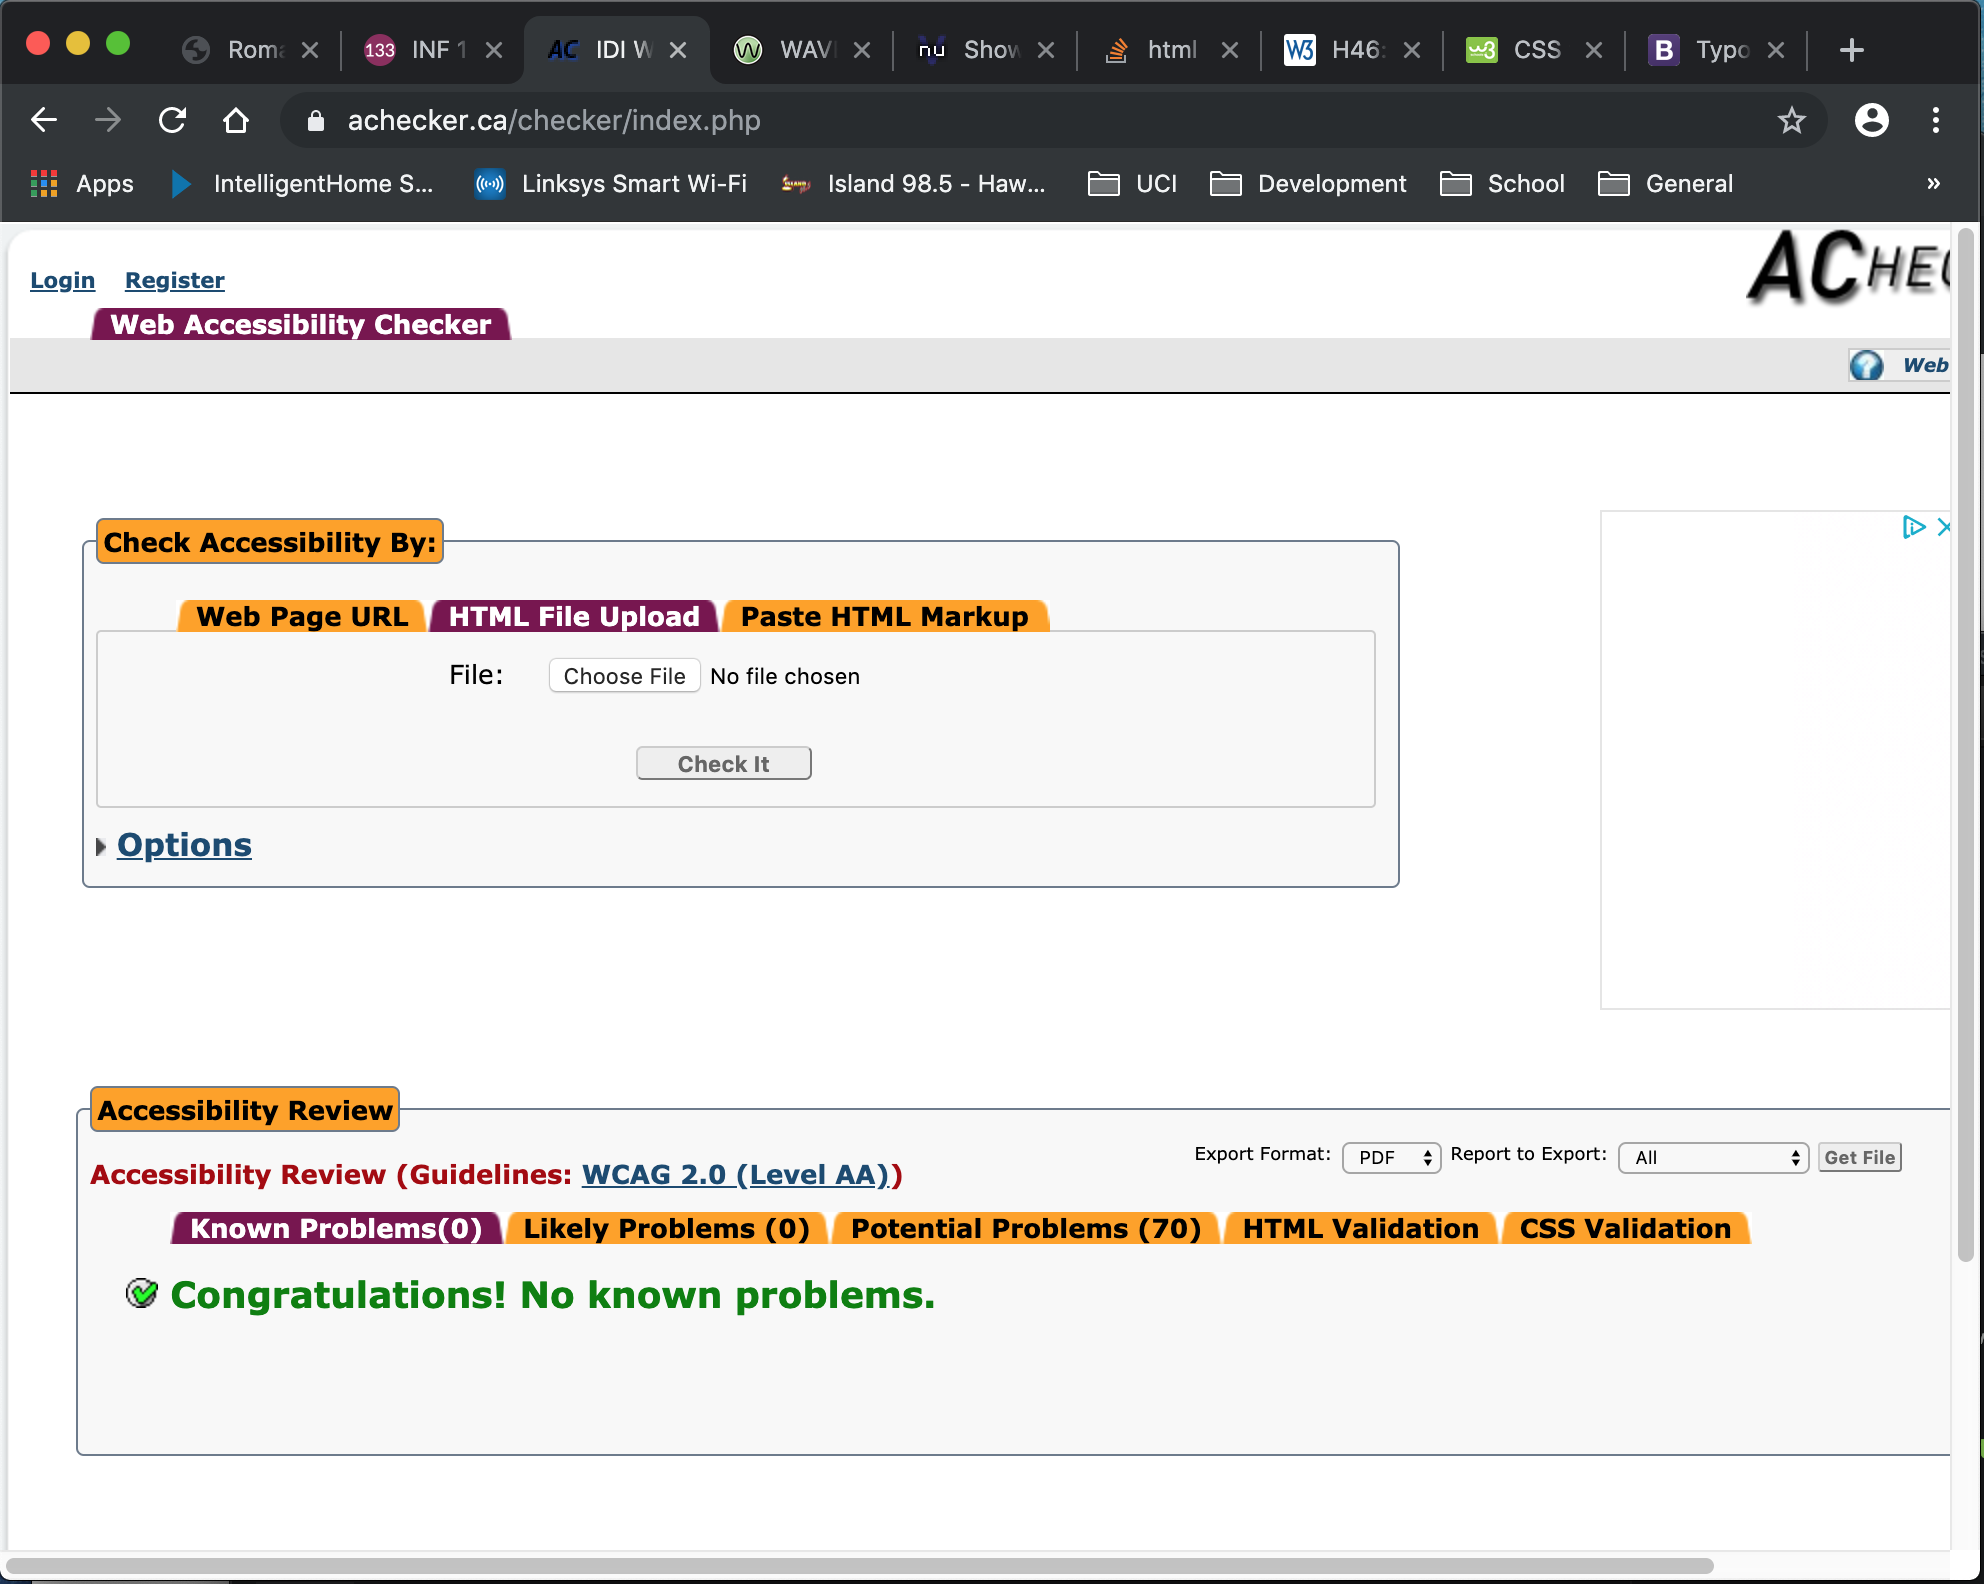 Roma
133 INF 1
AC IDI W
WAV
nu Show
html
W3 H46:
w3 CSS
B Typo
achecker.ca/checker/index.php
Apps
IntelligentHome S...
Linksys Smart Wi-Fi
Island 98.5 - Haw...
UCI
Development
School
General
»
Login Register
ACHEC
Web Accessibility Checker
Web
Check Accessibility By:
Web Page URL HTML File Upload Paste HTML Markup
File: Choose File No file chosen
Check It
Options
Accessibility Review
Export Format: PDF Report to Export: All Get File
Accessibility Review (Guidelines: WCAG 2.0 (Level AA))
Known Problems(0) Likely Problems (0) Potential Problems (70) HTML Validation CSS Validation
Congratulations! No known problems.